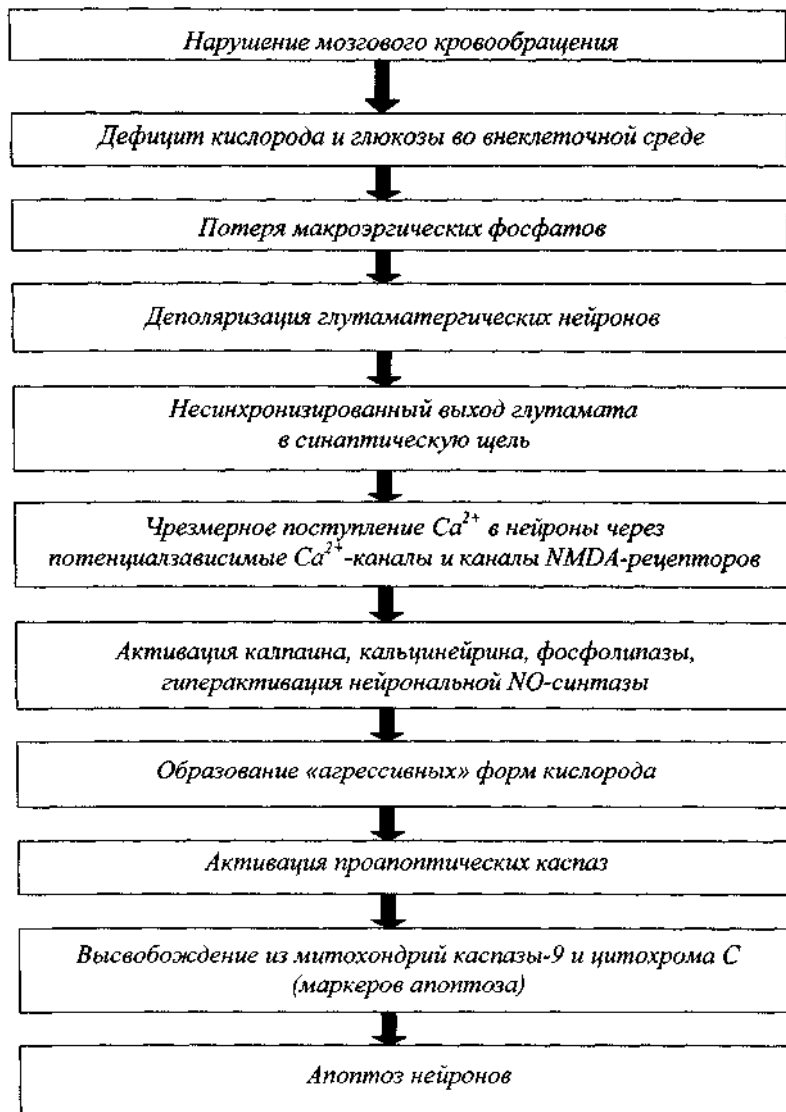 Нарушение мозгового кровообращения
Дефицит кислорода и глюкозы во внеклеточной среде
Потеря макроэргических фосфатов
Деполяризация глутаматергических нейронов
Несинхронизированный выход глутамата
в синаптическую щель
Чрезмерное поступление Ca²⁺ в нейроны через
потенциалзависимые Ca²⁺-каналы и каналы NMDA-рецепторов
Активация калпаина, кальцинейрина, фосфолипазы,
гиперактивация нейрональной NO-синтазы
Образование «агрессивных» форм кислорода
Активация проапоптических каспаз
Высвобождение из митохондрий каспазы-9 и цитохрома С
(маркеров апоптоза)
Апоптоз нейронов